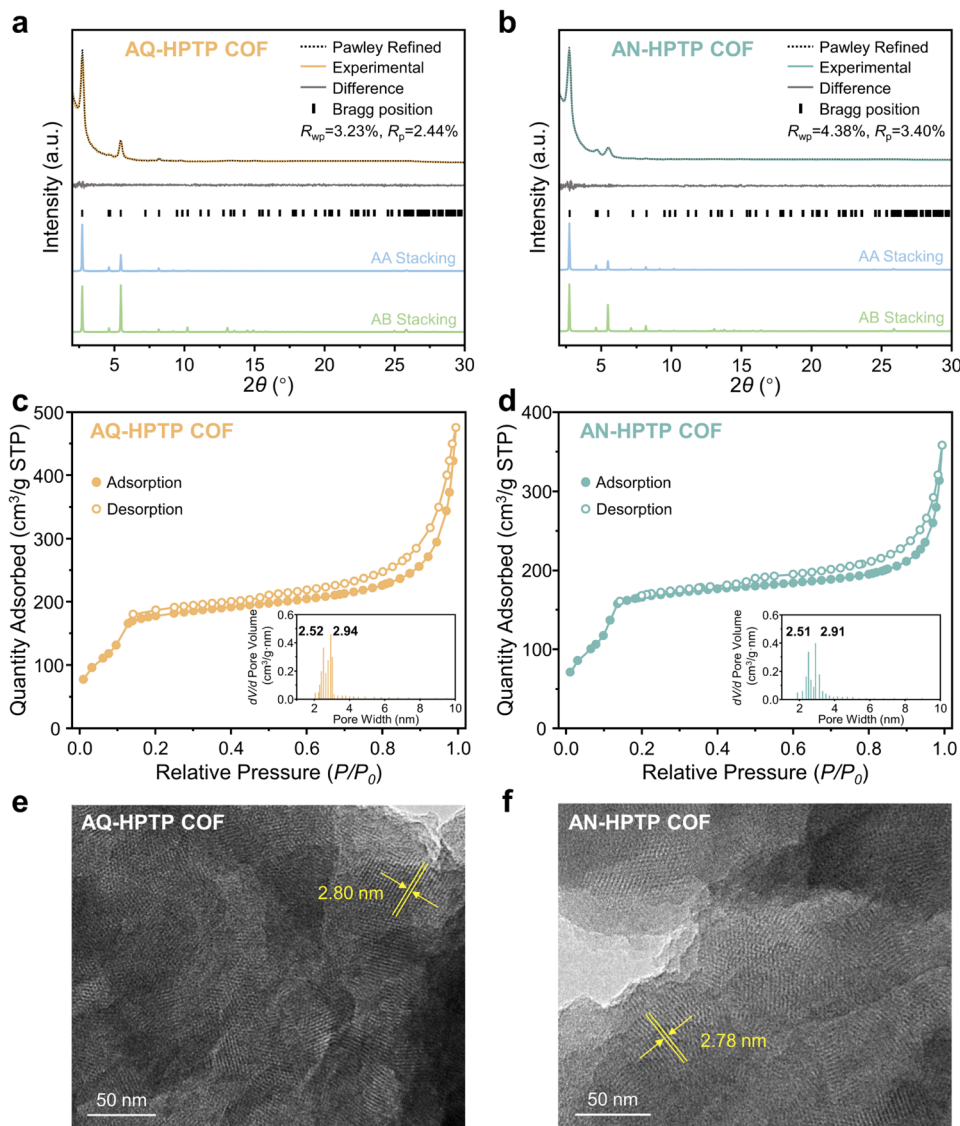 a
AQ-HPTP COF
Pawley Refined
Experimental
Difference
Bragg position
Rwp=3.23%, Rp=2.44%
Intensity (a.u.)
AA Stacking
AB Stacking
5 10 15 20 25 30
2θ (°)
b
AN-HPTP COF
Pawley Refined
Experimental
Difference
Bragg position
Rwp=4.38%, Rp=3.40%
Intensity (a.u.)
AA Stacking
AB Stacking
5 10 15 20 25 30
2θ (°)
c
AQ-HPTP COF
Adsorption
Desorption
Quantity Adsorbed (cm³/g STP)
500
400
300
200
100
0
0.0 0.2 0.4 0.6 0.8 1.0
Relative Pressure (P/P₀)
2.52 2.94
dV/d Pore Volume
(cm³/g·nm)
0.6
0.4
0.2
0.0
2 4 6 8 10
Pore Width (nm)
d
AN-HPTP COF
Adsorption
Desorption
Quantity Adsorbed (cm³/g STP)
400
300
200
100
0
0.0 0.2 0.4 0.6 0.8 1.0
Relative Pressure (P/P₀)
2.51 2.91
dV/d Pore Volume
(cm³/g·nm)
0.6
0.4
0.2
0.0
2 4 6 8 10
Pore Width (nm)
e
AQ-HPTP COF
2.80 nm
50 nm
f
AN-HPTP COF
2.78 nm
50 nm